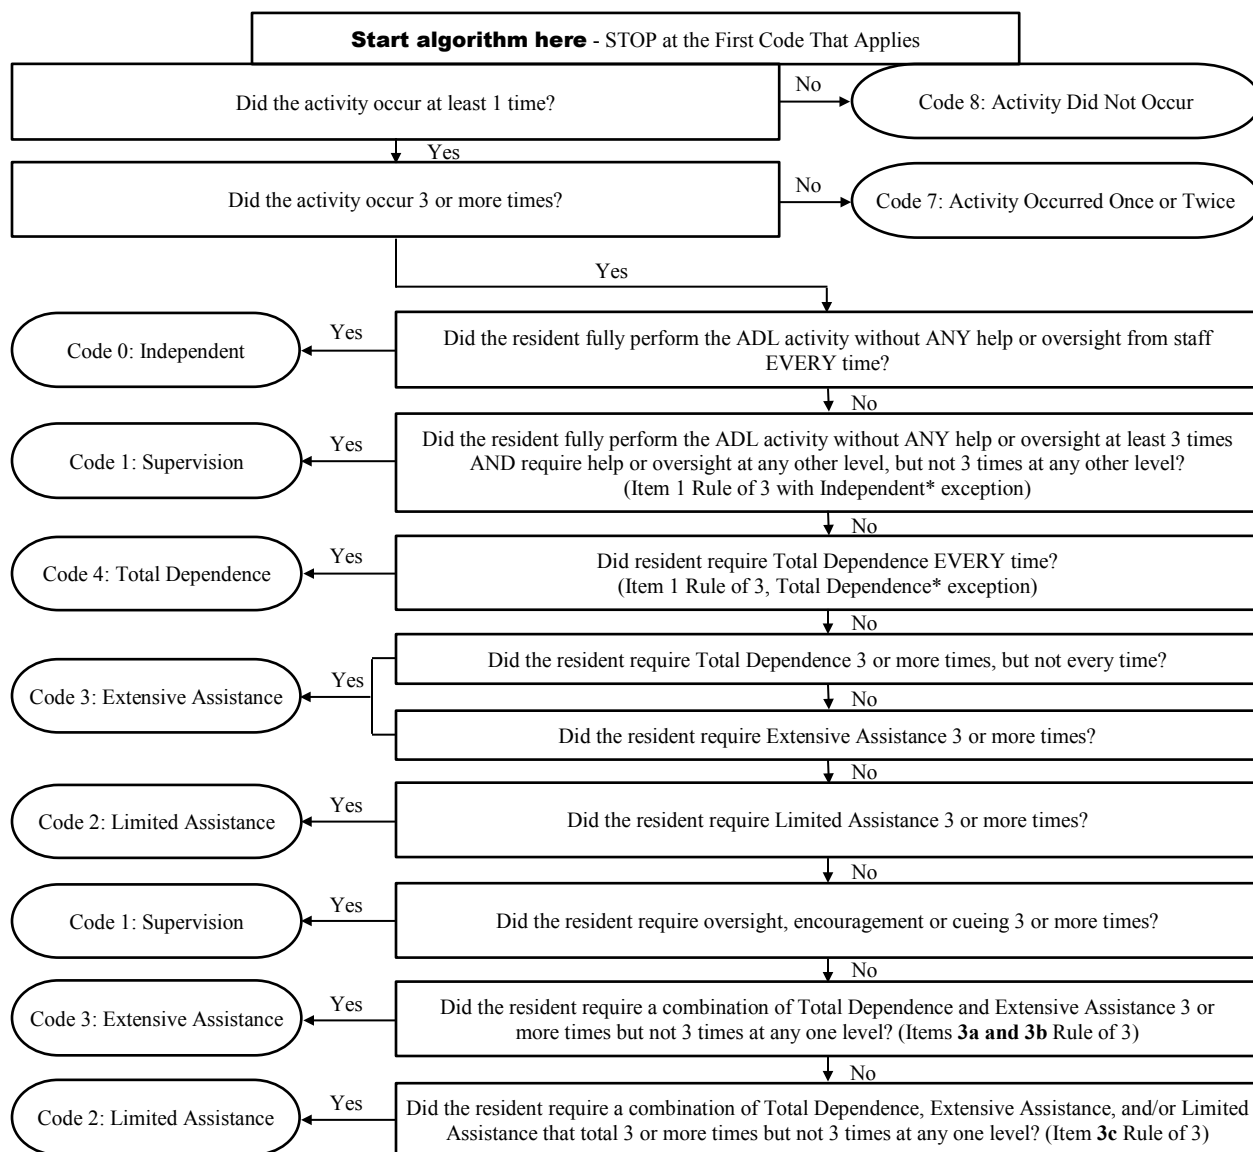 Start algorithm here - STOP at the First Code That Applies
Did the activity occur at least 1 time?
No
Code 8: Activity Did Not Occur
Yes
Did the activity occur 3 or more times?
No
Code 7: Activity Occurred Once or Twice
Yes
Code 0: Independent
Yes
Did the resident fully perform the ADL activity without ANY help or oversight from staff
EVERY time?
No
Code 1: Supervision
Yes
Did the resident fully perform the ADL activity without ANY help or oversight at least 3 times
AND require help or oversight at any other level, but not 3 times at any other level?
(Item 1 Rule of 3 with Independent* exception)
No
Code 4: Total Dependence
Yes
Did resident require Total Dependence EVERY time?
(Item 1 Rule of 3, Total Dependence* exception)
No
Did the resident require Total Dependence 3 or more times, but not every time?
Code 3: Extensive Assistance
Yes
No
Did the resident require Extensive Assistance 3 or more times?
No
Code 2: Limited Assistance
Yes
Did the resident require Limited Assistance 3 or more times?
No
Code 1: Supervision
Yes
Did the resident require oversight, encouragement or cueing 3 or more times?
No
Code 3: Extensive Assistance
Yes
Did the resident require a combination of Total Dependence and Extensive Assistance 3 or
more times but not 3 times at any one level? (Items 3a and 3b Rule of 3)
No
Code 2: Limited Assistance
Yes
Did the resident require a combination of Total Dependence, Extensive Assistance, and/or Limited
Assistance that total 3 or more times but not 3 times at any one level? (Item 3c Rule of 3)